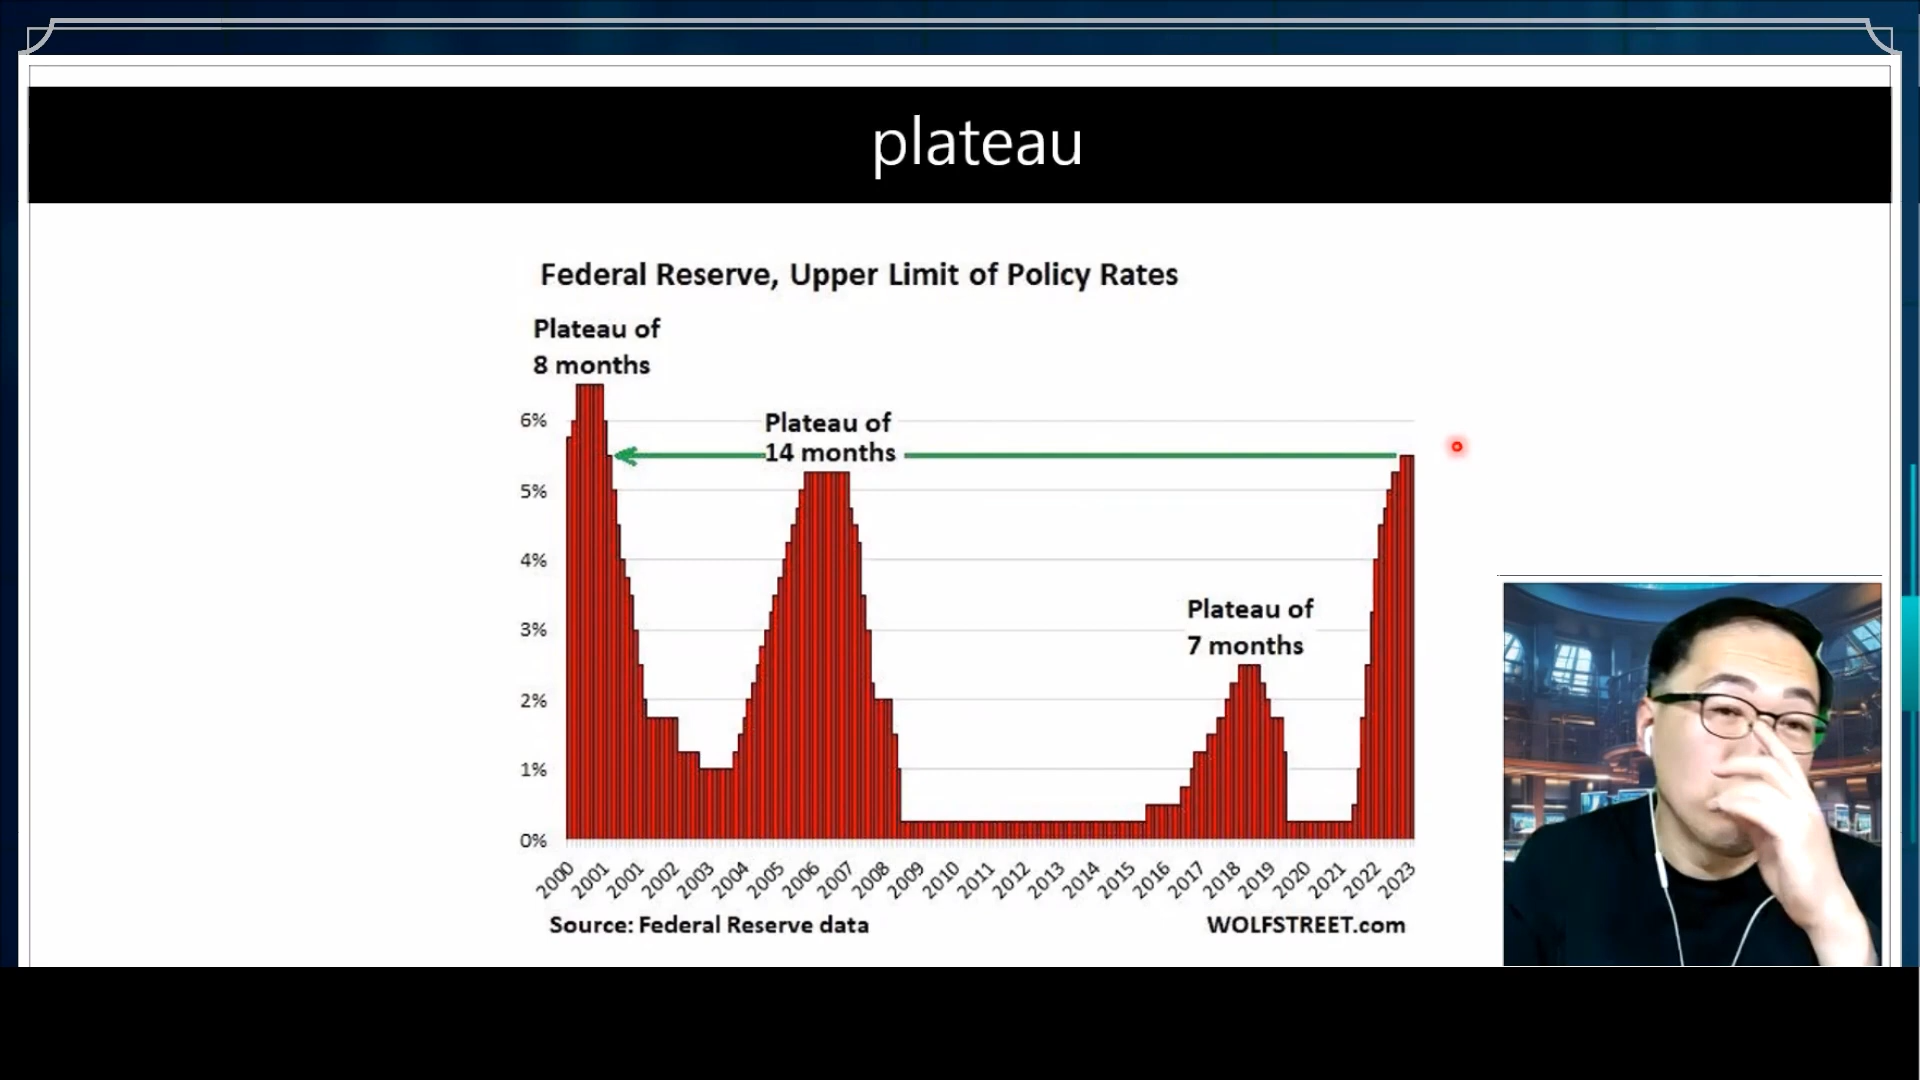 plateau
Federal Reserve, Upper Limit of Policy Rates
Plateau of
8 months
Plateau of
14 months
Plateau of
7 months
6%
5%
4%
3%
2%
1%
0%
2000 2001 2001 2002 2003 2004 2005 2006 2007 2008 2009 2010 2011 2012 2013 2014 2015 2016 2017 2018 2019 2020 2021 2022 2023
Source: Federal Reserve data WOLFSTREET.com